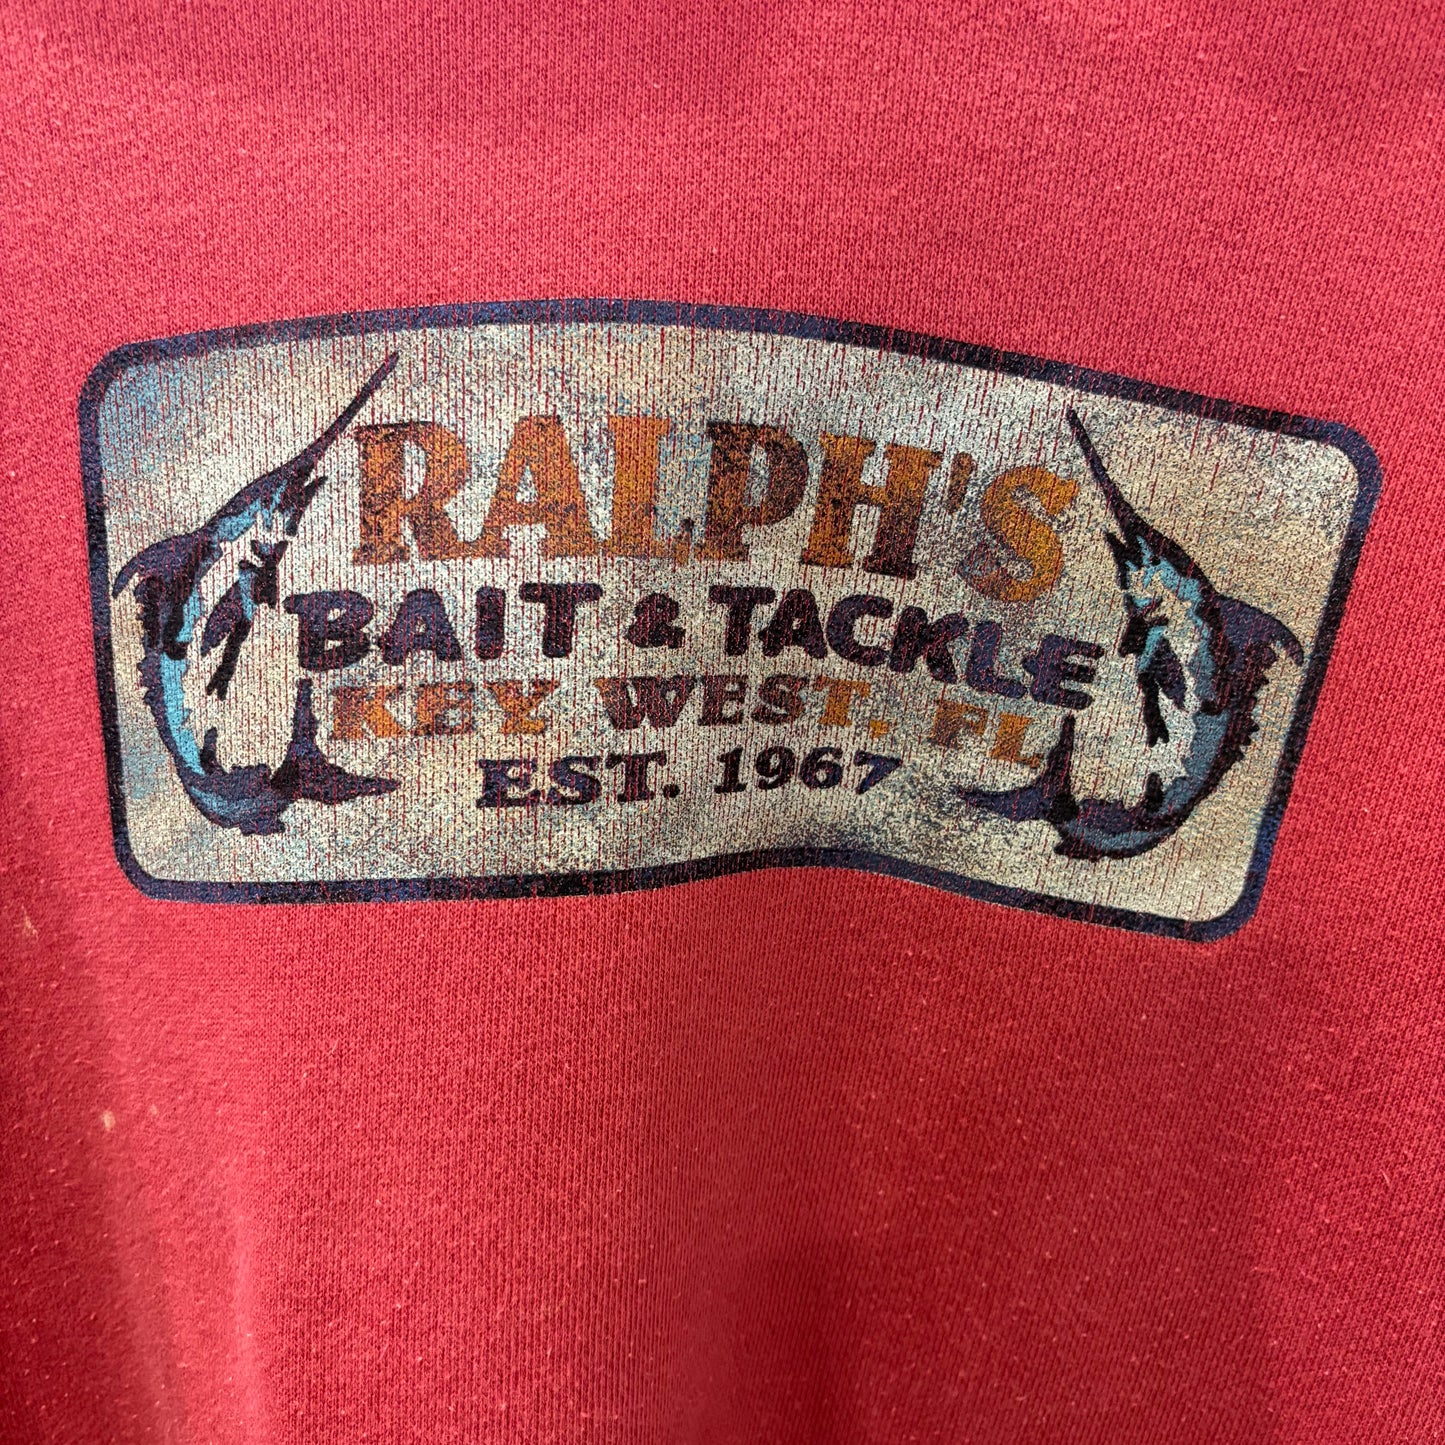 RALPH'S
BAIT & TACKLE
KEY WEST, FL
EST. 1967